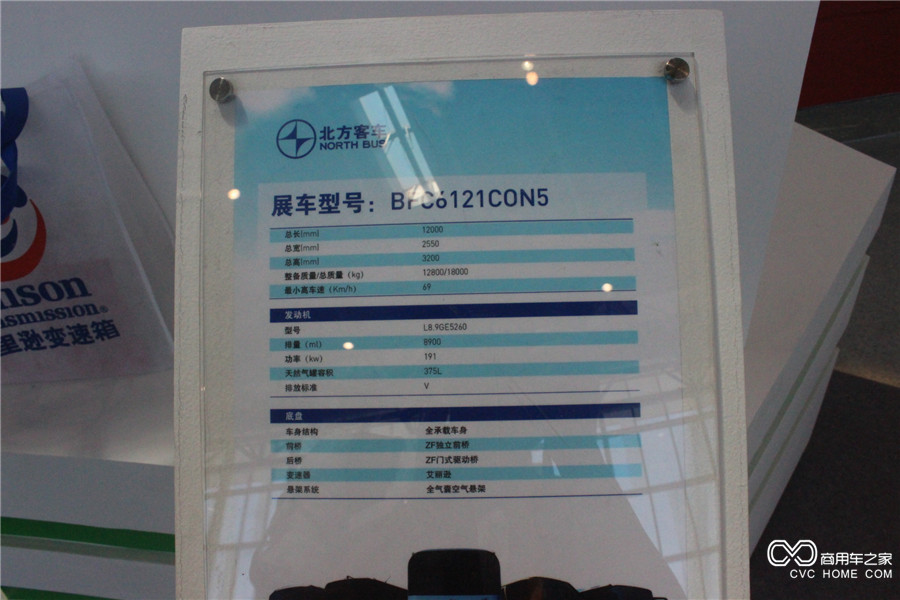 北方客车
NORTH BUS
展车型号: BFC6121CON5
总长(mm) 12000
总宽(mm) 2550
总高(mm) 3200
整备质量/总质量 (kg) 12800/18000
最小高车速 (Km/h) 69
发动机
型号 L8.9GE5260
排量 (ml) 8900
功率 (kw) 191
天然气罐容积 375L
排放标准 V
底盘
车身结构 全承载车身
前桥 ZF独立前桥
后桥 ZF门式驱动桥
变速器 艾丽逊
悬架系统 全气囊空气悬架
nson
nsmission®
里逊变速箱
商用车之家
CVC HOME COM